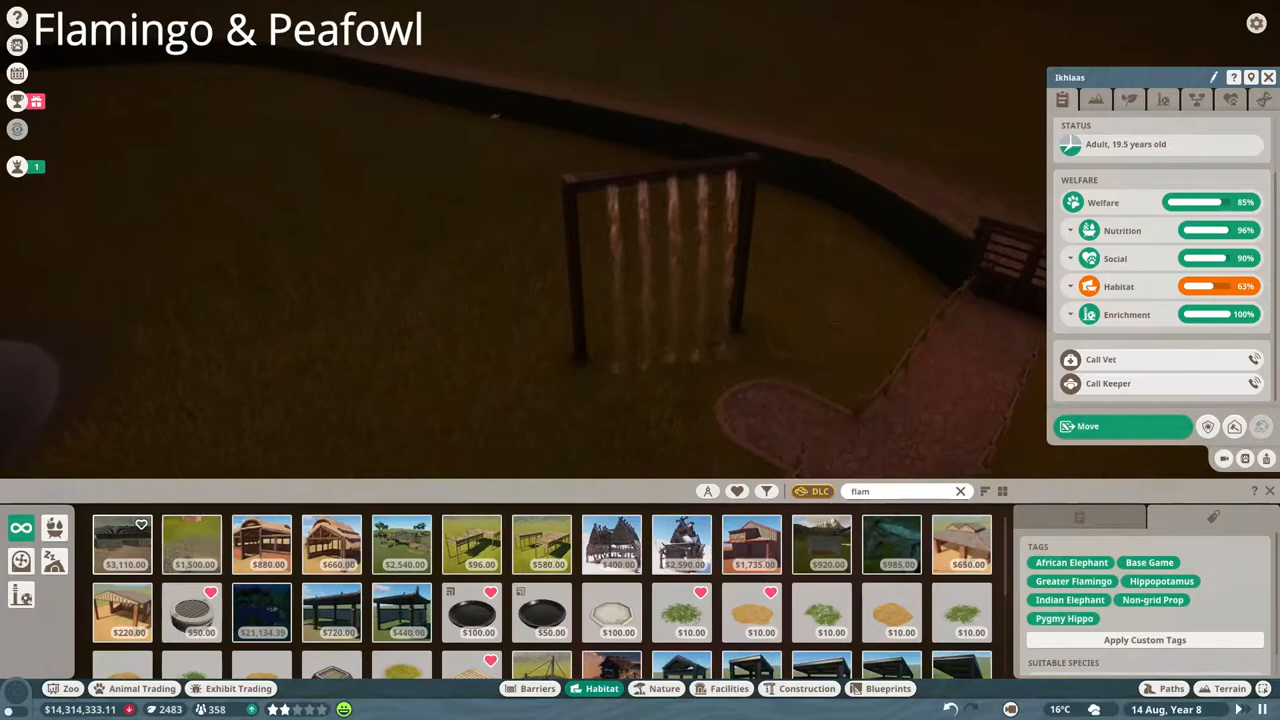 Flamingo & Peafowl
1
Ikhlaas
STATUS
Adult, 19.5 years old
WELFARE
Welfare 85%
Nutrition 96%
Social 90%
Habitat 63%
Enrichment 100%
Call Vet
Call Keeper
Move
DLC
flam
$3,110.00 $1,500.00 $880.00 $660.00 $2,540.00 $96.00 $580.00 $400.00 $2,590.00 $1,735.00 $920.00 $985.00 $650.00
$220.00 $50.00 $21,134.39 $720.00 $440.00 $100.00 $50.00 $100.00 $10.00 $10.00 $10.00 $10.00 $10.00
TAGS
African Elephant Base Game
Greater Flamingo Hippopotamus
Indian Elephant Non-grid Prop
Pygmy Hippo
Apply Custom Tags
SUITABLE SPECIES
Zoo Animal Trading Exhibit Trading Barriers Habitat Nature Facilities Construction Blueprints Paths Terrain
$14,314,333.11 2483 358 16°C 14 Aug, Year 8